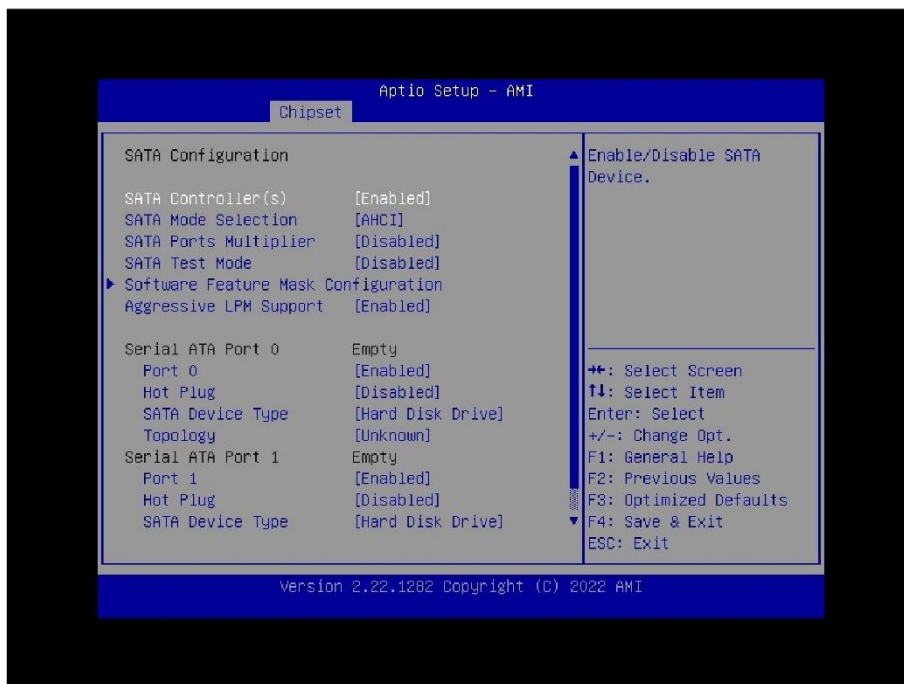 Aptio Setup - AMI
Chipset
SATA Configuration
SATA Controller(s) [Enabled]
SATA Mode Selection [AHCI]
SATA Ports Multiplier [Disabled]
SATA Test Mode [Disabled]
Software Feature Mask Configuration
Aggressive LPM Support [Enabled]
Serial ATA Port 0 Empty
Port 0 [Enabled]
Hot Plug [Disabled]
SATA Device Type [Hard Disk Drive]
Topology [Unknown]
Serial ATA Port 1 Empty
Port 1 [Enabled]
Hot Plug [Disabled]
SATA Device Type [Hard Disk Drive]
Enable/Disable SATA
Device.
→←: Select Screen
↑↓: Select Item
Enter: Select
+/-: Change Opt.
F1: General Help
F2: Previous Values
F3: Optimized Defaults
F4: Save & Exit
ESC: Exit
Version 2.22.1282 Copyright (C) 2022 AMI